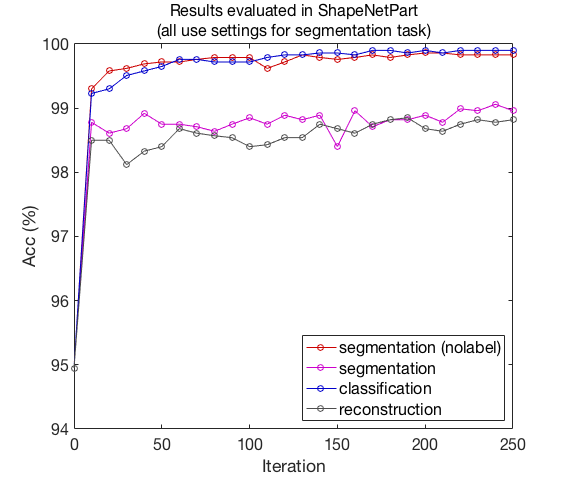 Results evaluated in ShapeNetPart
(all use settings for segmentation task)
100
99
98
97
96
95
94
Acc (%)
0 50 100 150 200 250
Iteration
segmentation (nolabel)
segmentation
classification
reconstruction